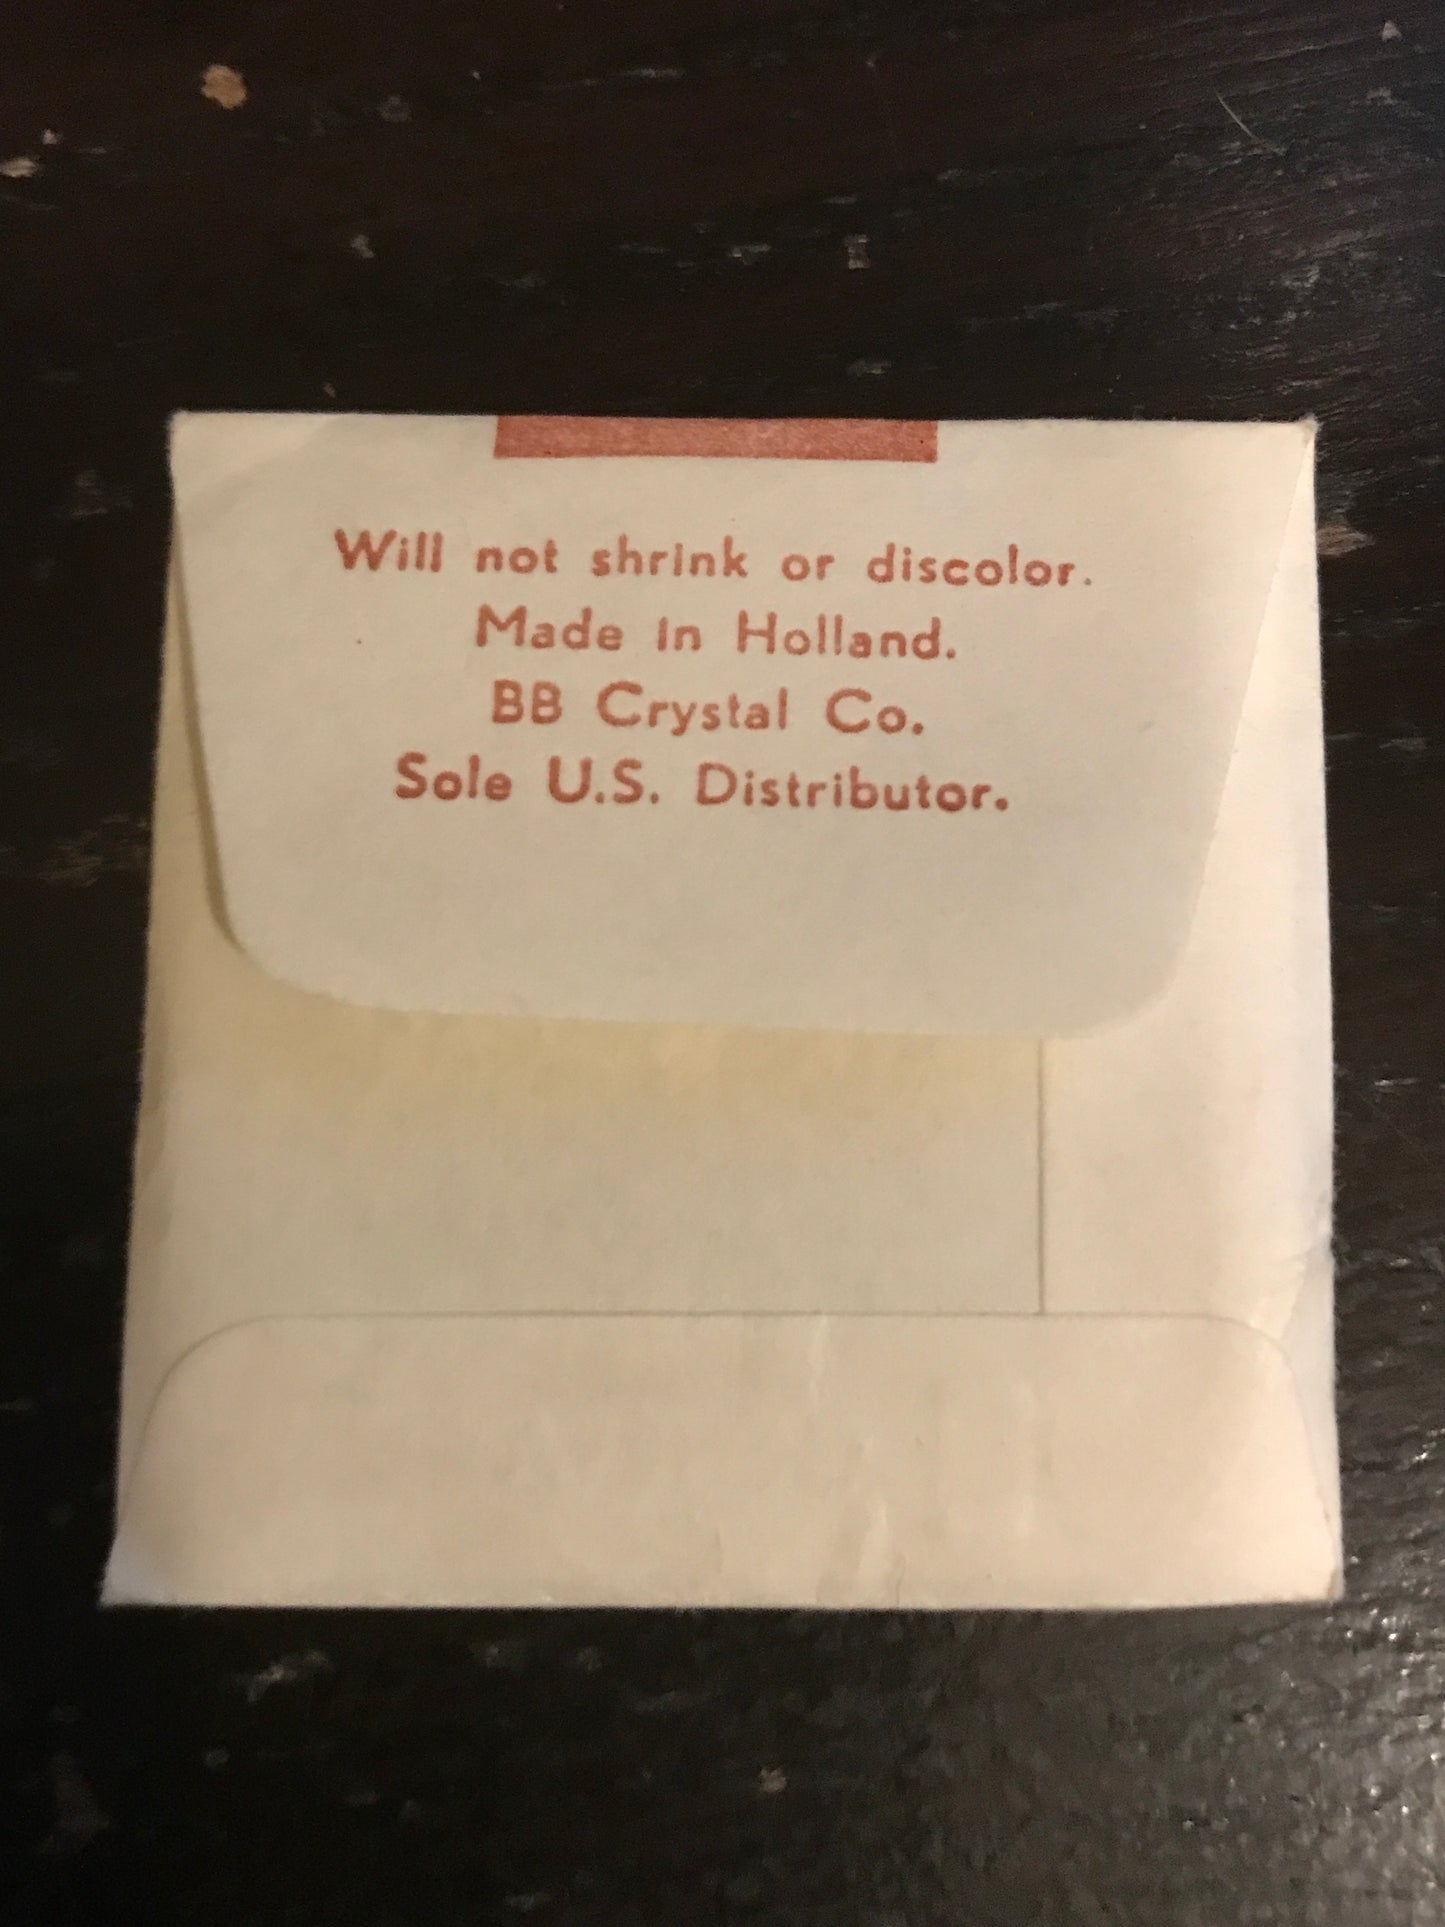 Will not shrink or discolor.
Made in Holland.
BB Crystal Co.
Sole U.S. Distributor.